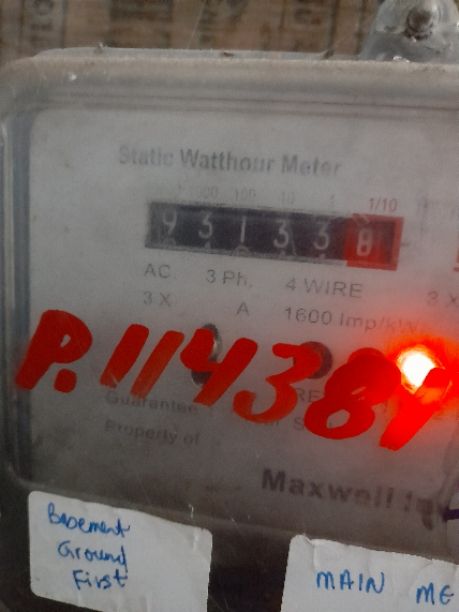 Static Watthour Meter
1000 100 10 1 1/10
9 3 1 3 3 8
AC. 3 Ph. 4 WIRE
3 X A 1600 Imp/kW
Guarantee
Property of
Maxwell
Basement
Ground
First
MAIN ME